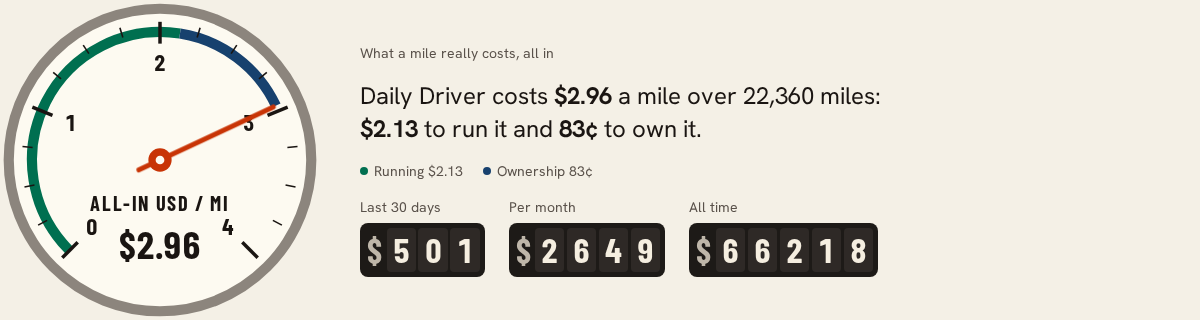 2
1
3
ALL-IN USD / MI
0
4
$2.96
What a mile really costs, all in
Daily Driver costs $2.96 a mile over 22,360 miles:
$2.13 to run it and 83¢ to own it.
Running $2.13 Ownership 83¢
Last 30 days Per month All time
$501 $2649 $66218